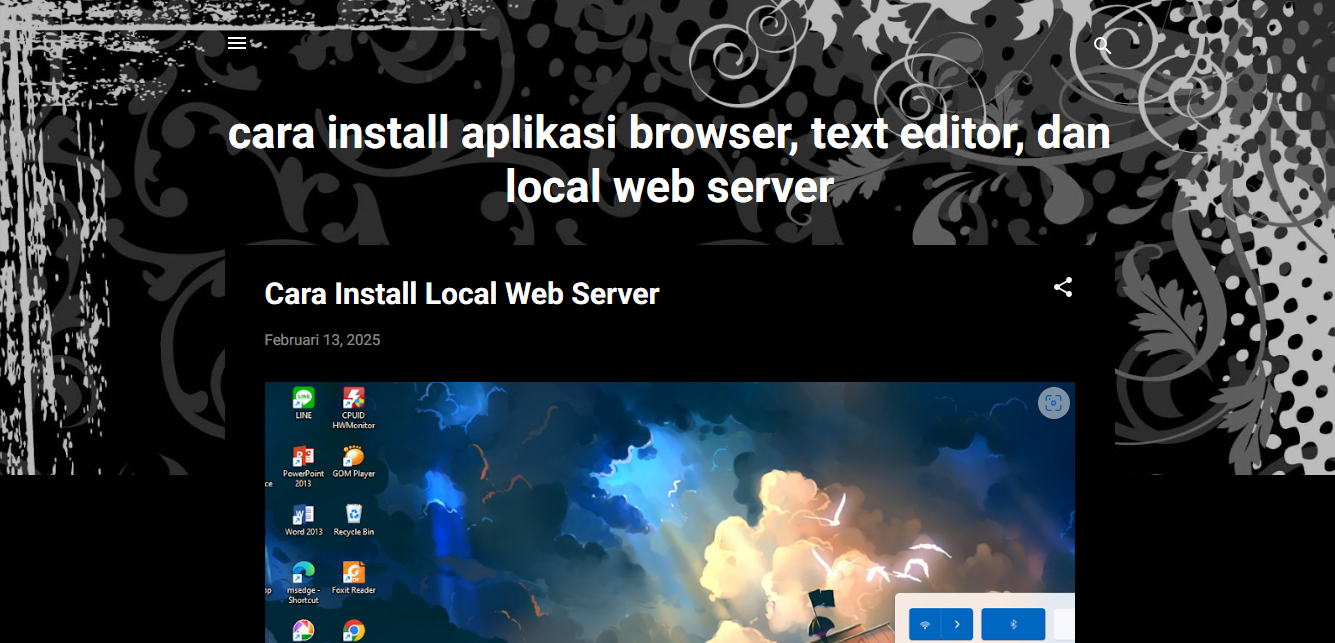 cara install aplikasi browser, text editor, dan
local web server
Cara Install Local Web Server
Februari 13, 2025
LINE
CPUID
HWMonitor
PowerPoint
2013
GOM Player
ce
Word 2013
Recycle Bin
op
msedge -
Shortcut
Foxit Reader